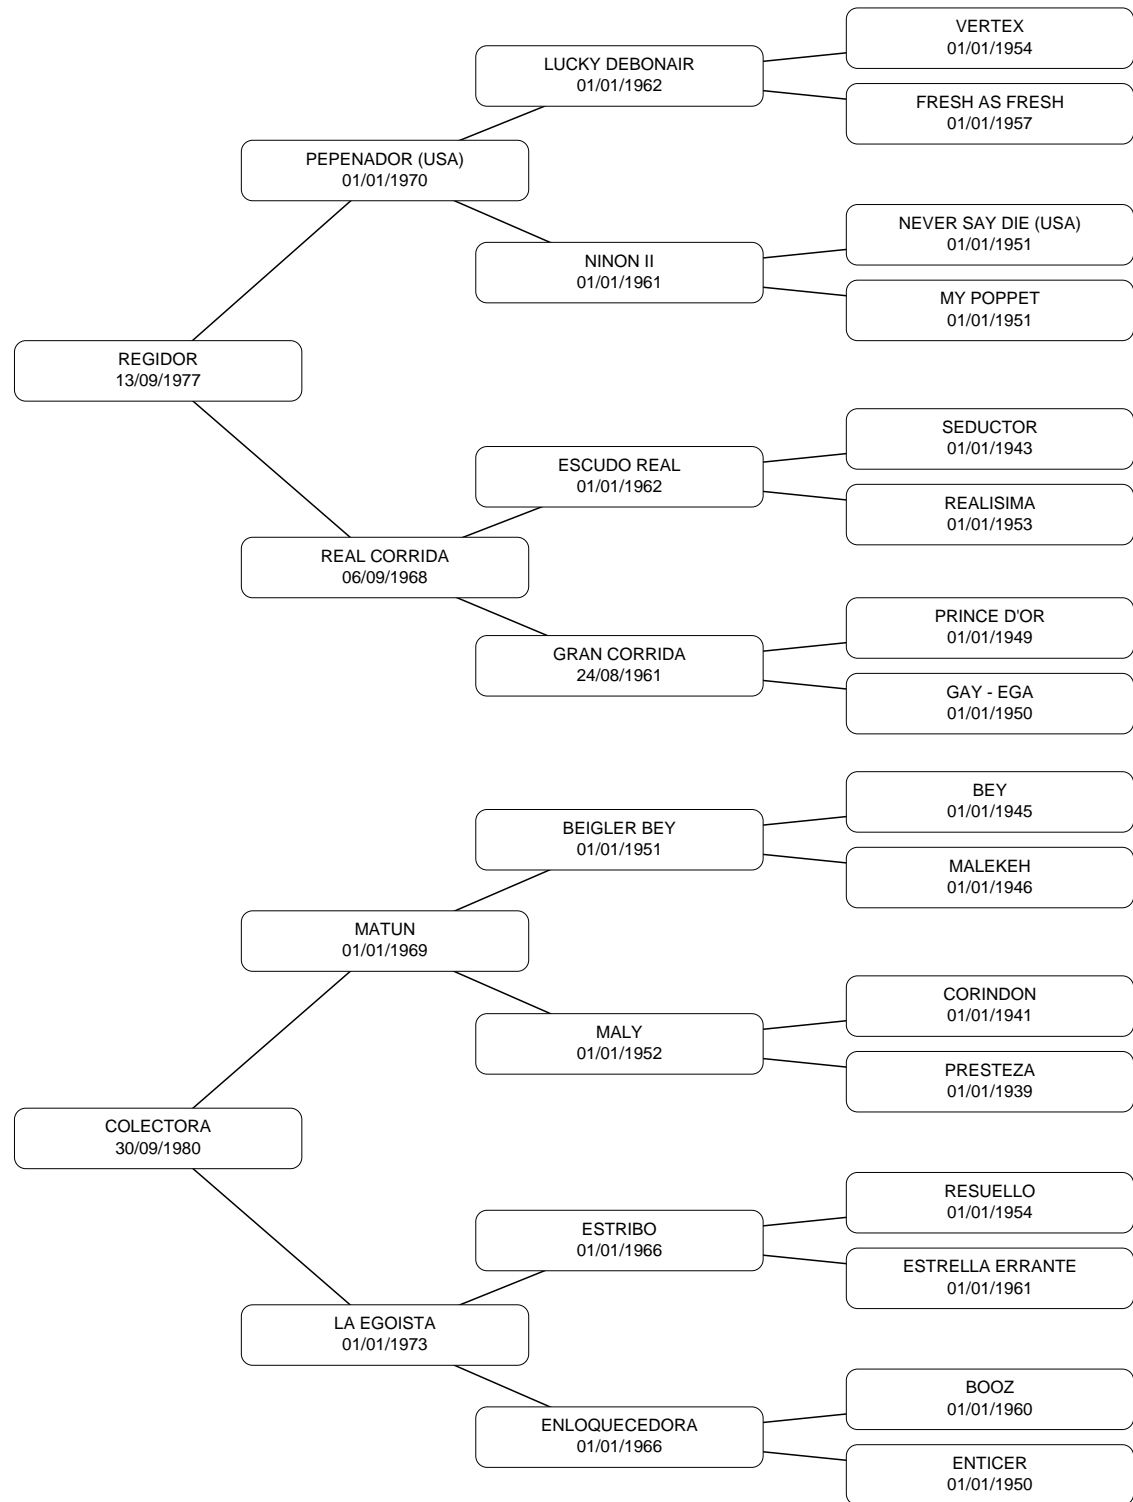 VERTEX
01/01/1954
LUCKY DEBONAIR
01/01/1962
FRESH AS FRESH
01/01/1957
PEPENADOR (USA)
01/01/1970
NEVER SAY DIE (USA)
01/01/1951
NINON II
01/01/1961
MY POPPET
01/01/1951
REGIDOR
13/09/1977
SEDUCTOR
01/01/1943
ESCUDO REAL
01/01/1962
REALISIMA
01/01/1953
REAL CORRIDA
06/09/1968
PRINCE D'OR
01/01/1949
GRAN CORRIDA
24/08/1961
GAY - EGA
01/01/1950
BEY
01/01/1945
BEIGLER BEY
01/01/1951
MALEKEH
01/01/1946
MATUN
01/01/1969
CORINDON
01/01/1941
MALY
01/01/1952
PRESTEZA
01/01/1939
COLECTORA
30/09/1980
RESUELLO
01/01/1954
ESTRIBO
01/01/1966
ESTRELLA ERRANTE
01/01/1961
LA EGOISTA
01/01/1973
BOOZ
01/01/1960
ENLOQUECEDORA
01/01/1966
ENTICER
01/01/1950